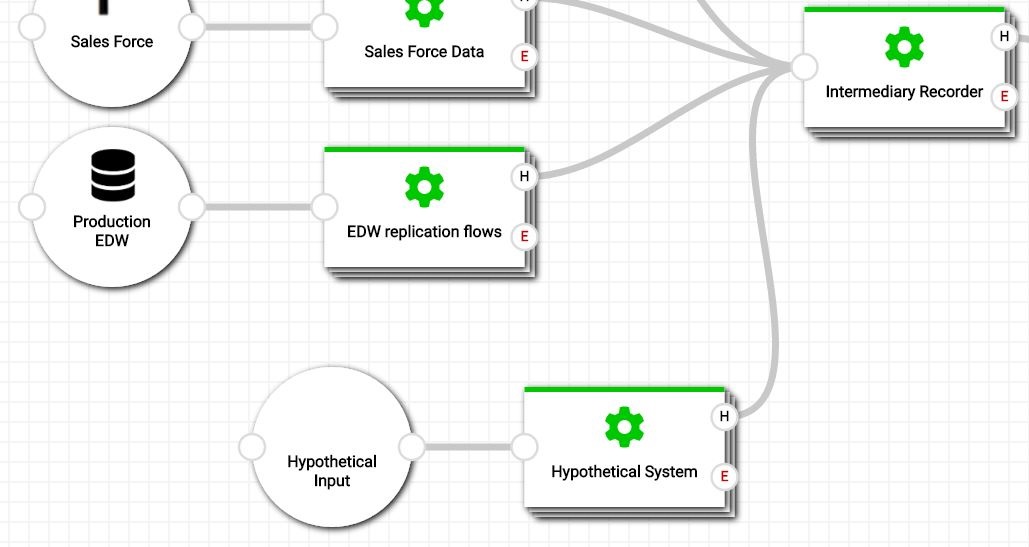 Sales Force
Sales Force Data
E
H
Intermediary Recorder
E
Production
EDW
H
EDW replication flows
E
Hypothetical
Input
H
Hypothetical System
E